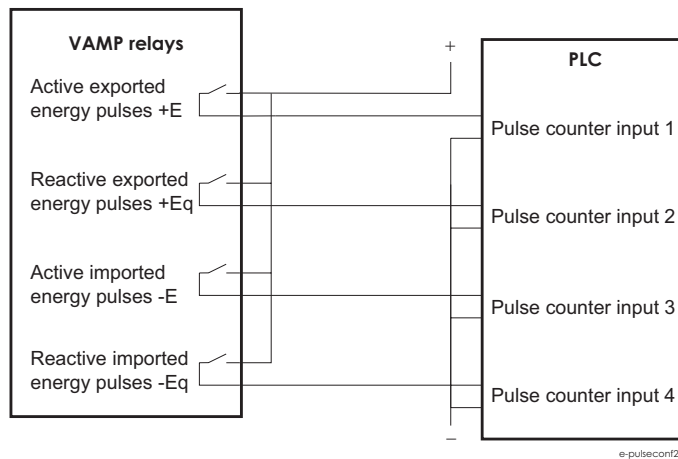 VAMP relays
Active exported
energy pulses +E
Reactive exported
energy pulses +Eq
Active imported
energy pulses -E
Reactive imported
energy pulses -Eq
+
−
PLC
Pulse counter input 1
Pulse counter input 2
Pulse counter input 3
Pulse counter input 4
e-pulseconf2